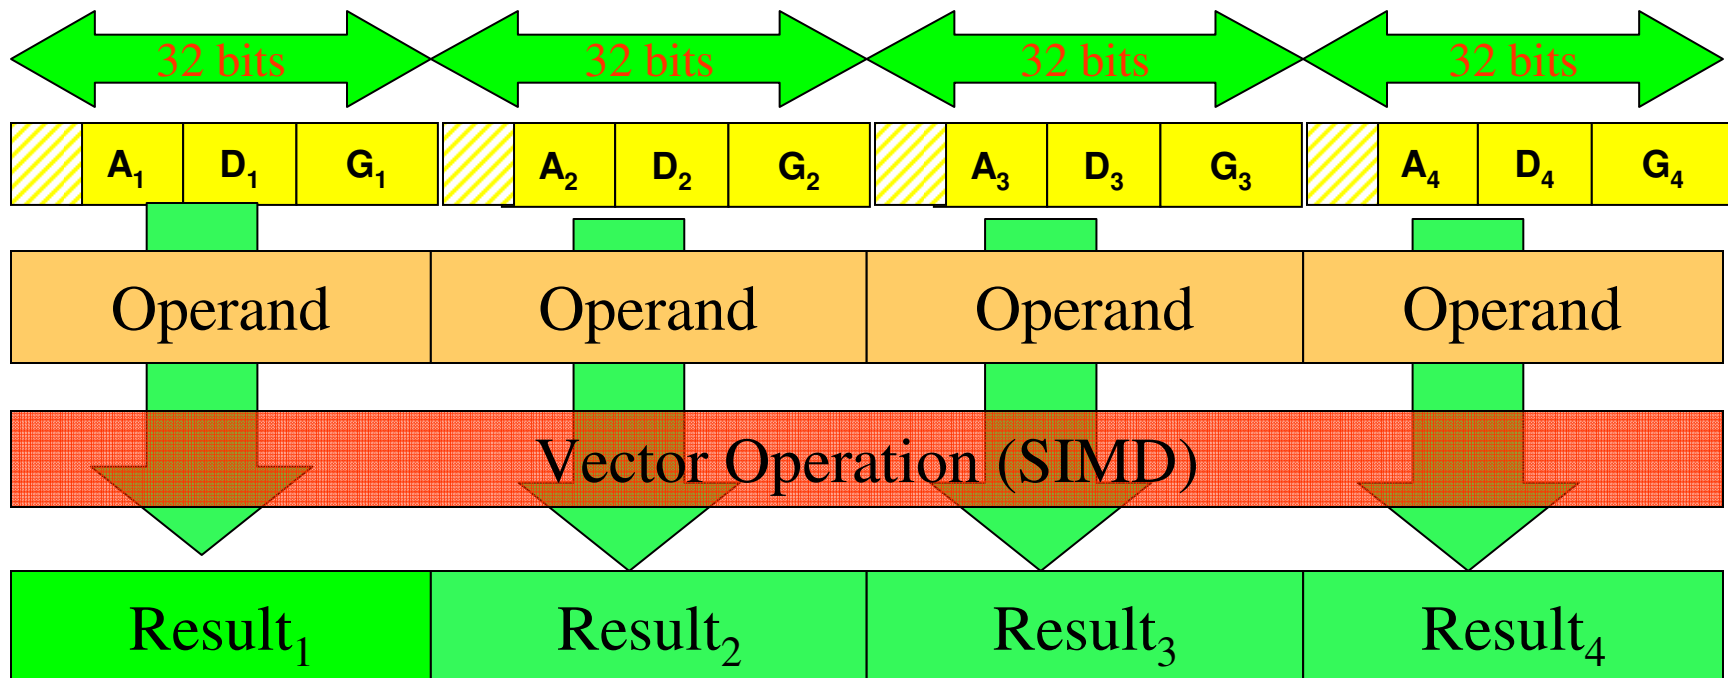 32 bits 32 bits 32 bits 32 bits
A1 D1 G1 A2 D2 G2 A3 D3 G3 A4 D4 G4
Operand Operand Operand Operand
Vector Operation (SIMD)
Result1 Result2 Result3 Result4